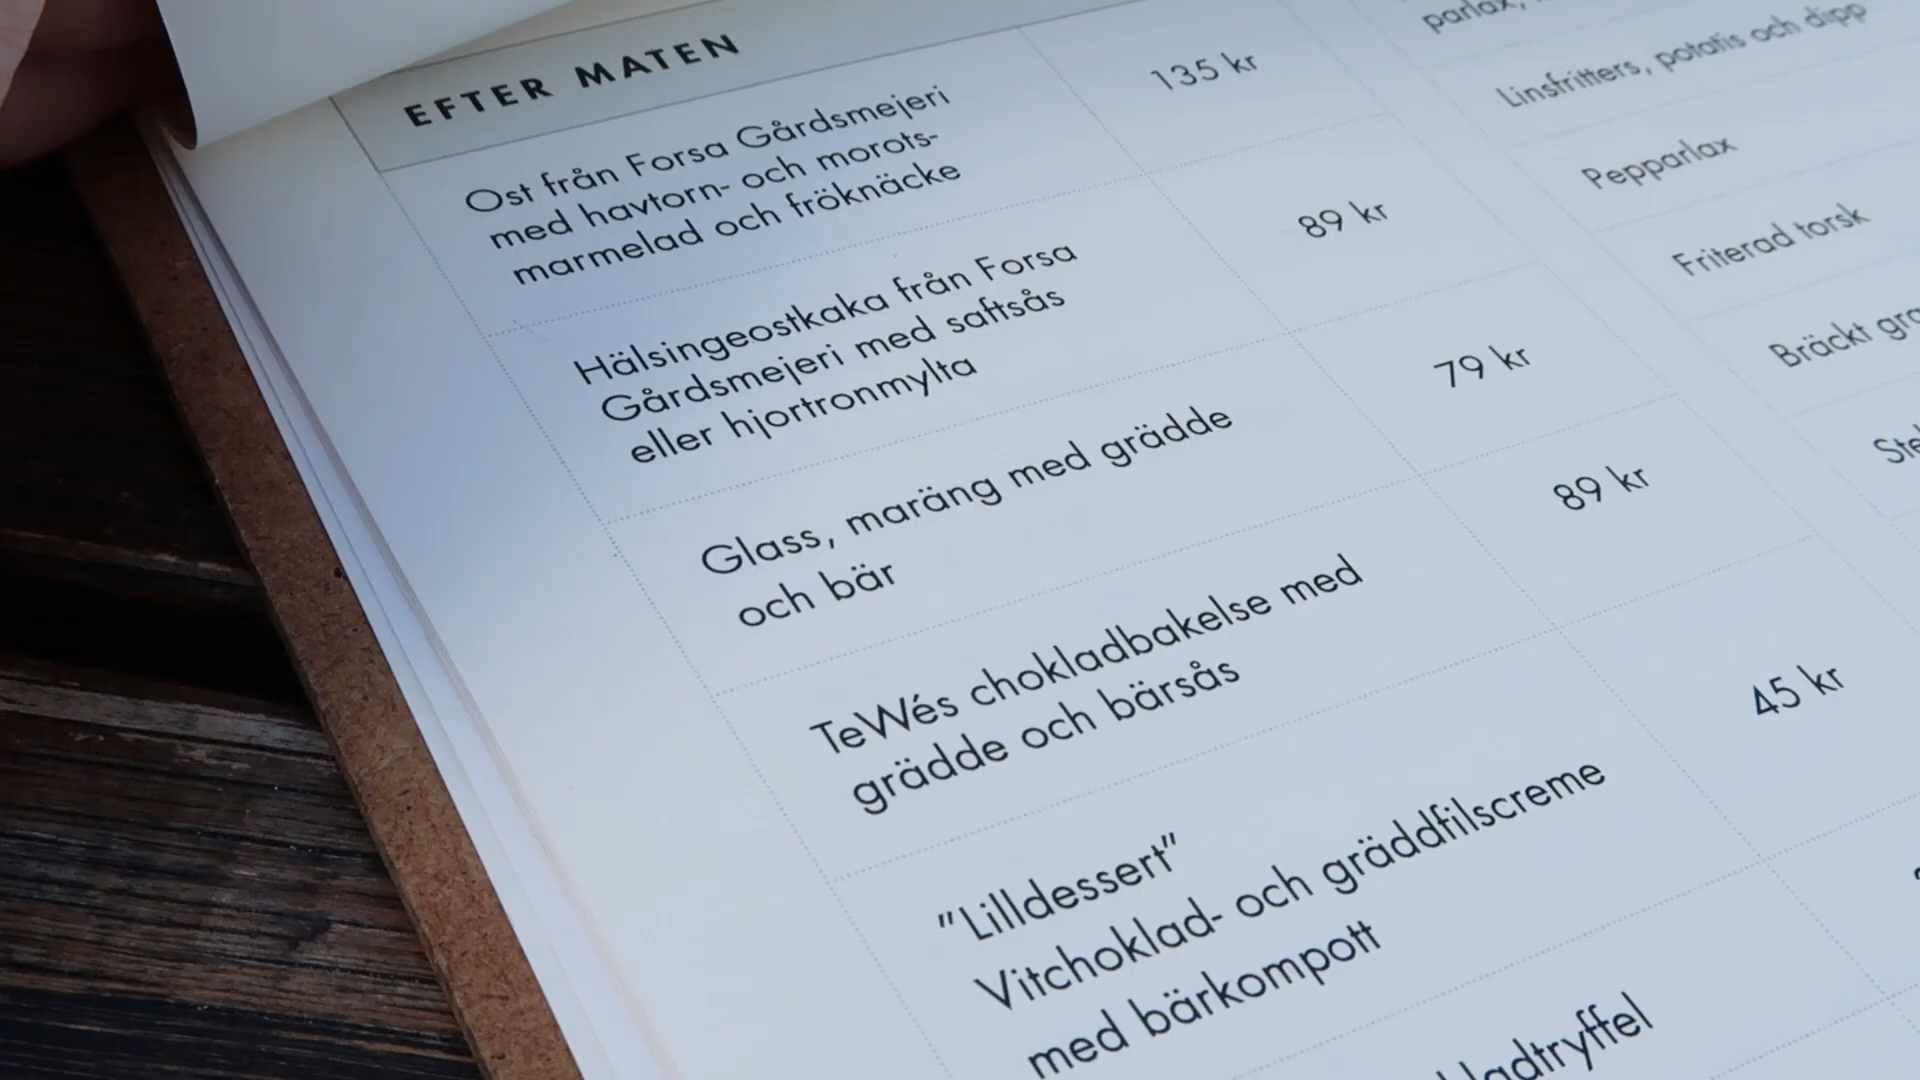 EFTER MATEN
Ost från Forsa Gårdsmejeri
med havtorn- och morots-
marmelad och fröknäcke
135 kr
Hälsingeostkaka från Forsa
Gårdsmejeri med saftsås
eller hjortronmylta
89 kr
Glass, maräng med grädde
och bär
79 kr
TeWés chokladbakelse med
grädde och bärsås
89 kr
"Lilldessert"
Vitchoklad- och gräddfilscreme
med bärkompott
45 kr
Linsfritters, potatis och dipp
Pepparlax
Friterad torsk
Bräckt